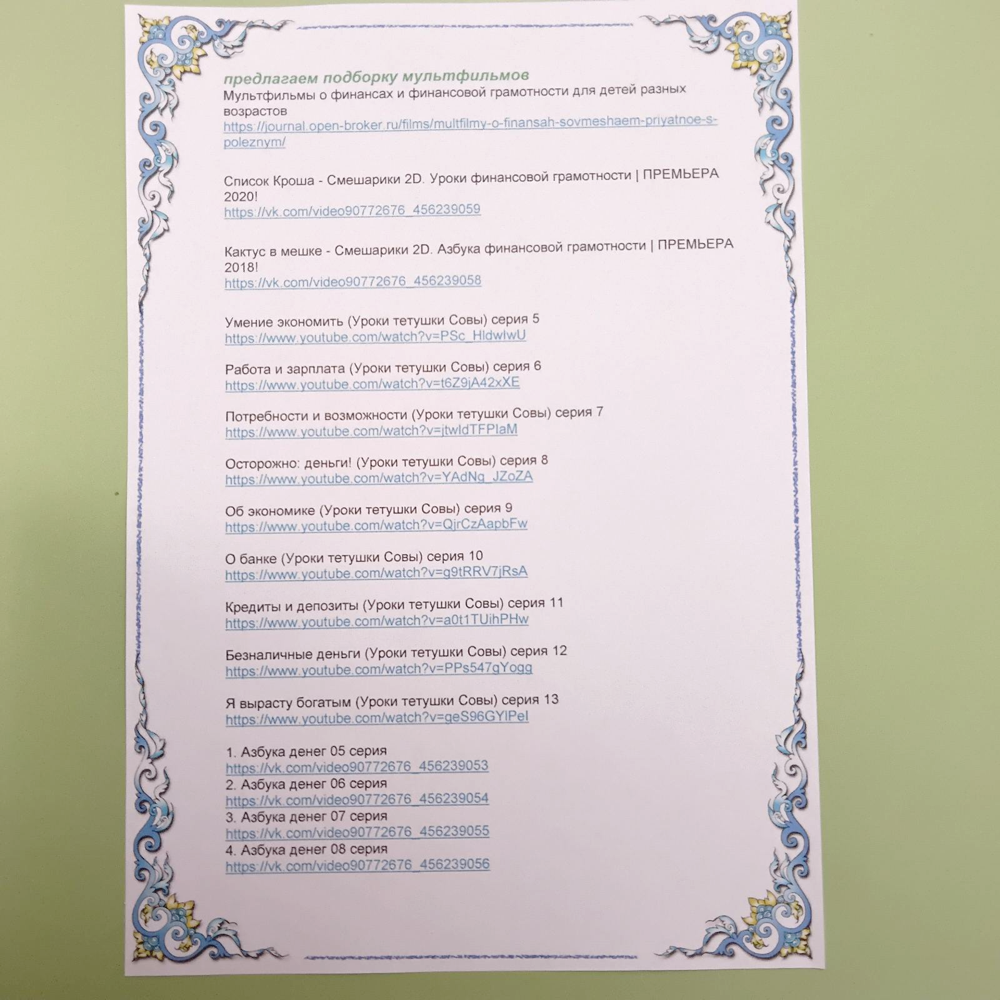 предлагаем подборку мультфильмов
Мультфильмы о финансах и финансовой грамотности для детей разных
возрастов
https://journal.open-broker.ru/films/multfilmy-o-finansah-sovmeshaem-priyatnoe-s-
poleznym/
Список Кроша - Смешарики 2D. Уроки финансовой грамотности | ПРЕМЬЕРА
2020!
https://vk.com/video90772676_456239059
Кактус в мешке - Смешарики 2D. Азбука финансовой грамотности | ПРЕМЬЕРА
2018!
https://vk.com/video90772676_456239058
Умение экономить (Уроки тетушки Совы) серия 5
https://www.youtube.com/watch?v=PSc_HldwlwU
Работа и зарплата (Уроки тетушки Совы) серия 6
https://www.youtube.com/watch?v=t6Z9jA42xXE
Потребности и возможности (Уроки тетушки Совы) серия 7
https://www.youtube.com/watch?v=jtwldTFPlaM
Осторожно: деньги! (Уроки тетушки Совы) серия 8
https://www.youtube.com/watch?v=YAdNg_JZoZA
Об экономике (Уроки тетушки Совы) серия 9
https://www.youtube.com/watch?v=QjrCzAapbFw
О банке (Уроки тетушки Совы) серия 10
https://www.youtube.com/watch?v=g9tRRV7jRsA
Кредиты и депозиты (Уроки тетушки Совы) серия 11
https://www.youtube.com/watch?v=a0t1TUihPHw
Безналичные деньги (Уроки тетушки Совы) серия 12
https://www.youtube.com/watch?v=PPs547gYogg
Я вырасту богатым (Уроки тетушки Совы) серия 13
https://www.youtube.com/watch?v=geS96GYlPeI
1. Азбука денег 05 серия
https://vk.com/video90772676_456239053
2. Азбука денег 06 серия
https://vk.com/video90772676_456239054
3. Азбука денег 07 серия
https://vk.com/video90772676_456239055
4. Азбука денег 08 серия
https://vk.com/video90772676_456239056